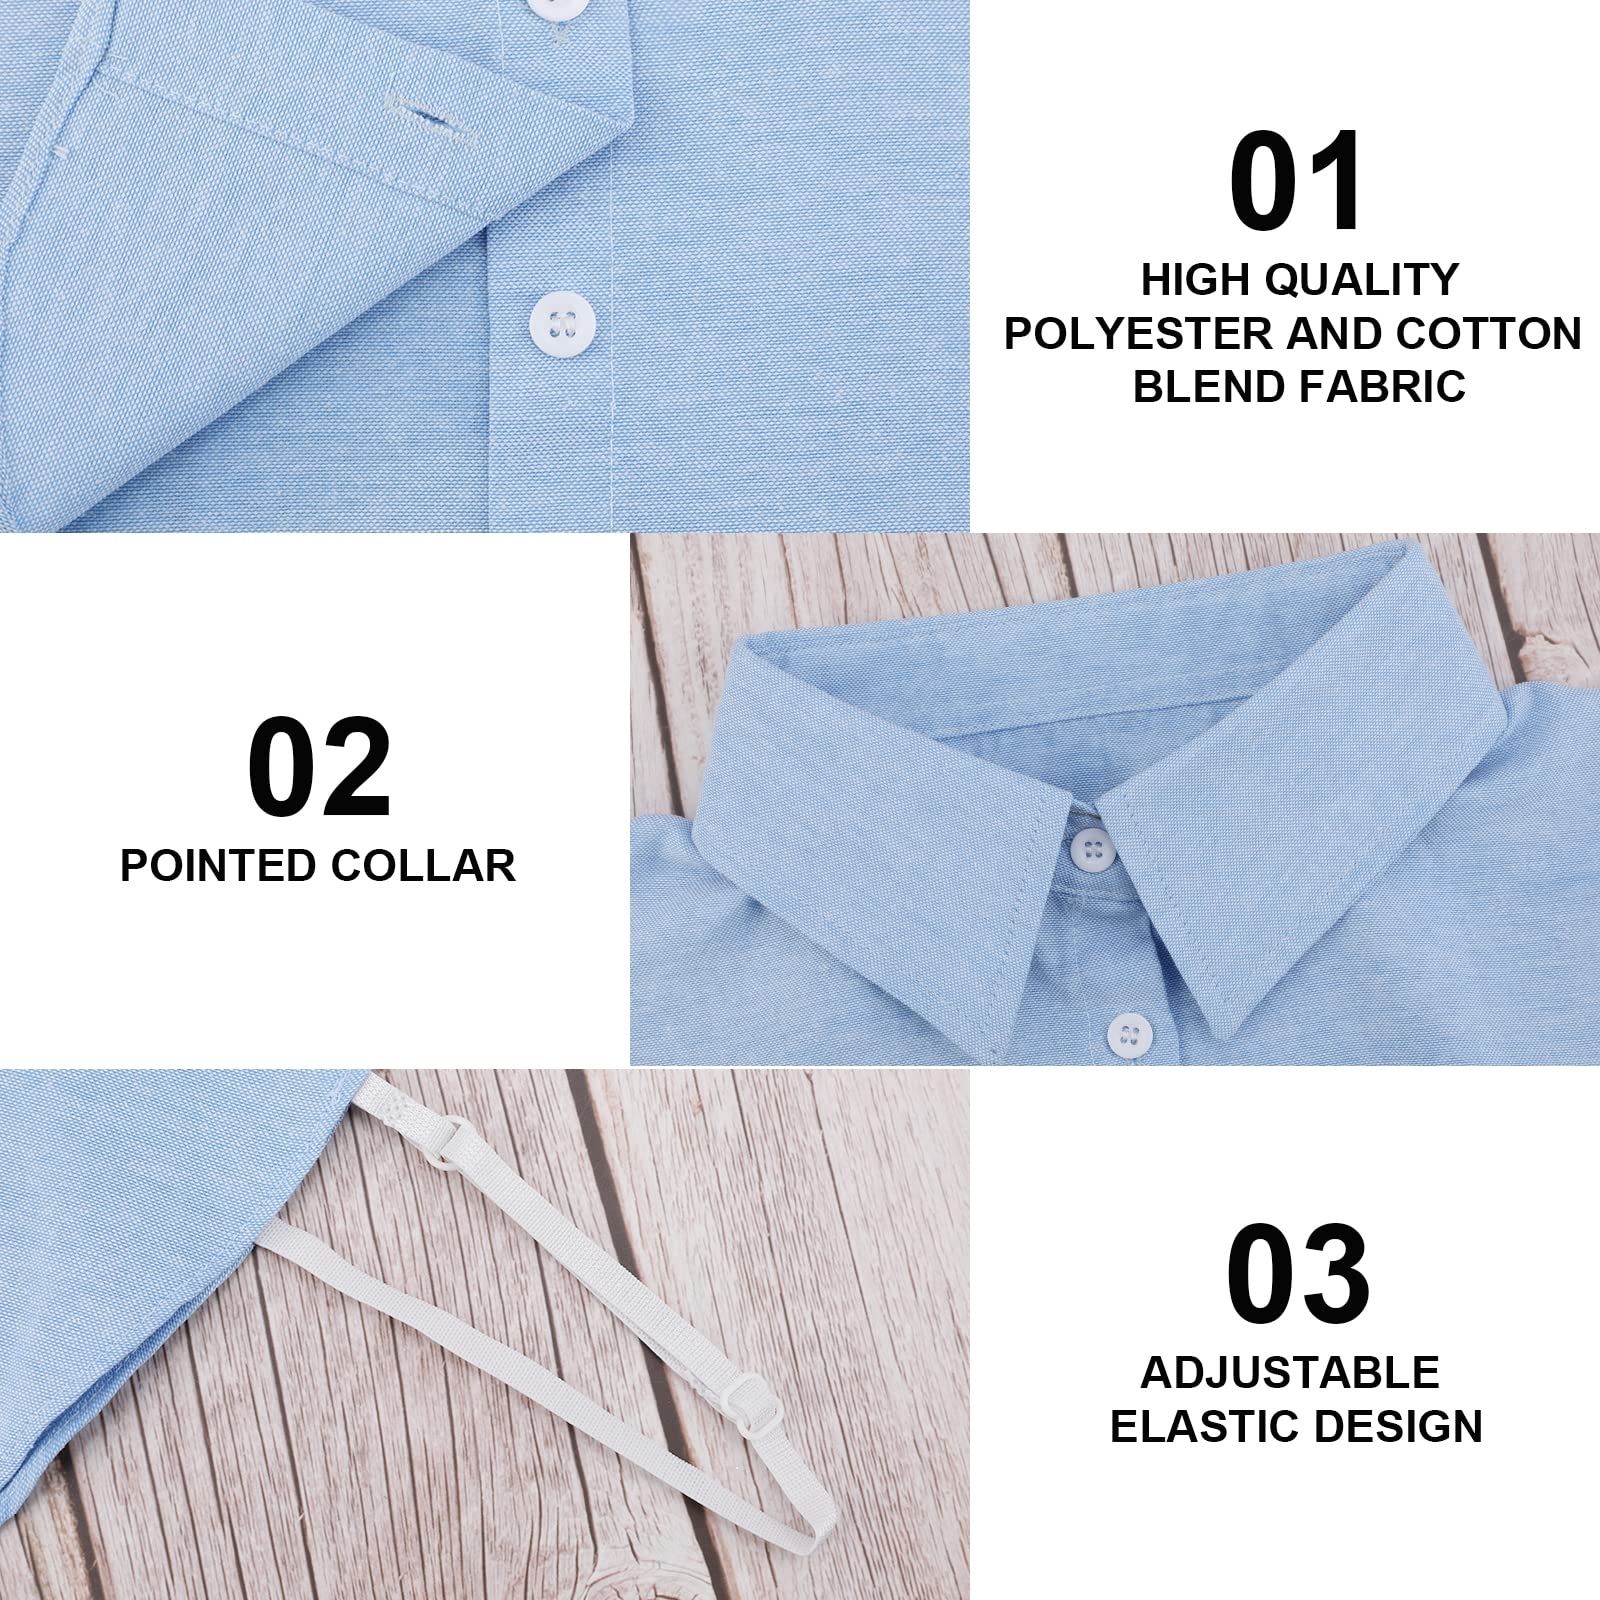 01
HIGH QUALITY
POLYESTER AND COTTON
BLEND FABRIC
02
POINTED COLLAR
03
ADJUSTABLE
ELASTIC DESIGN